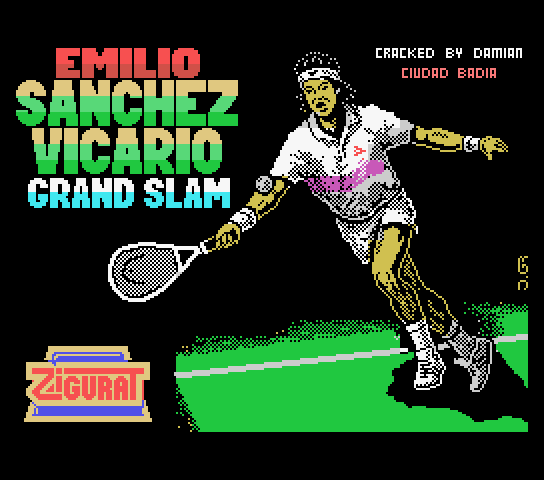 EMILIO
SANCHEZ
VICARIO
GRAND SLAM
CRACKED BY DAMIAN
CIUDAD BADIA
ZIGURAT